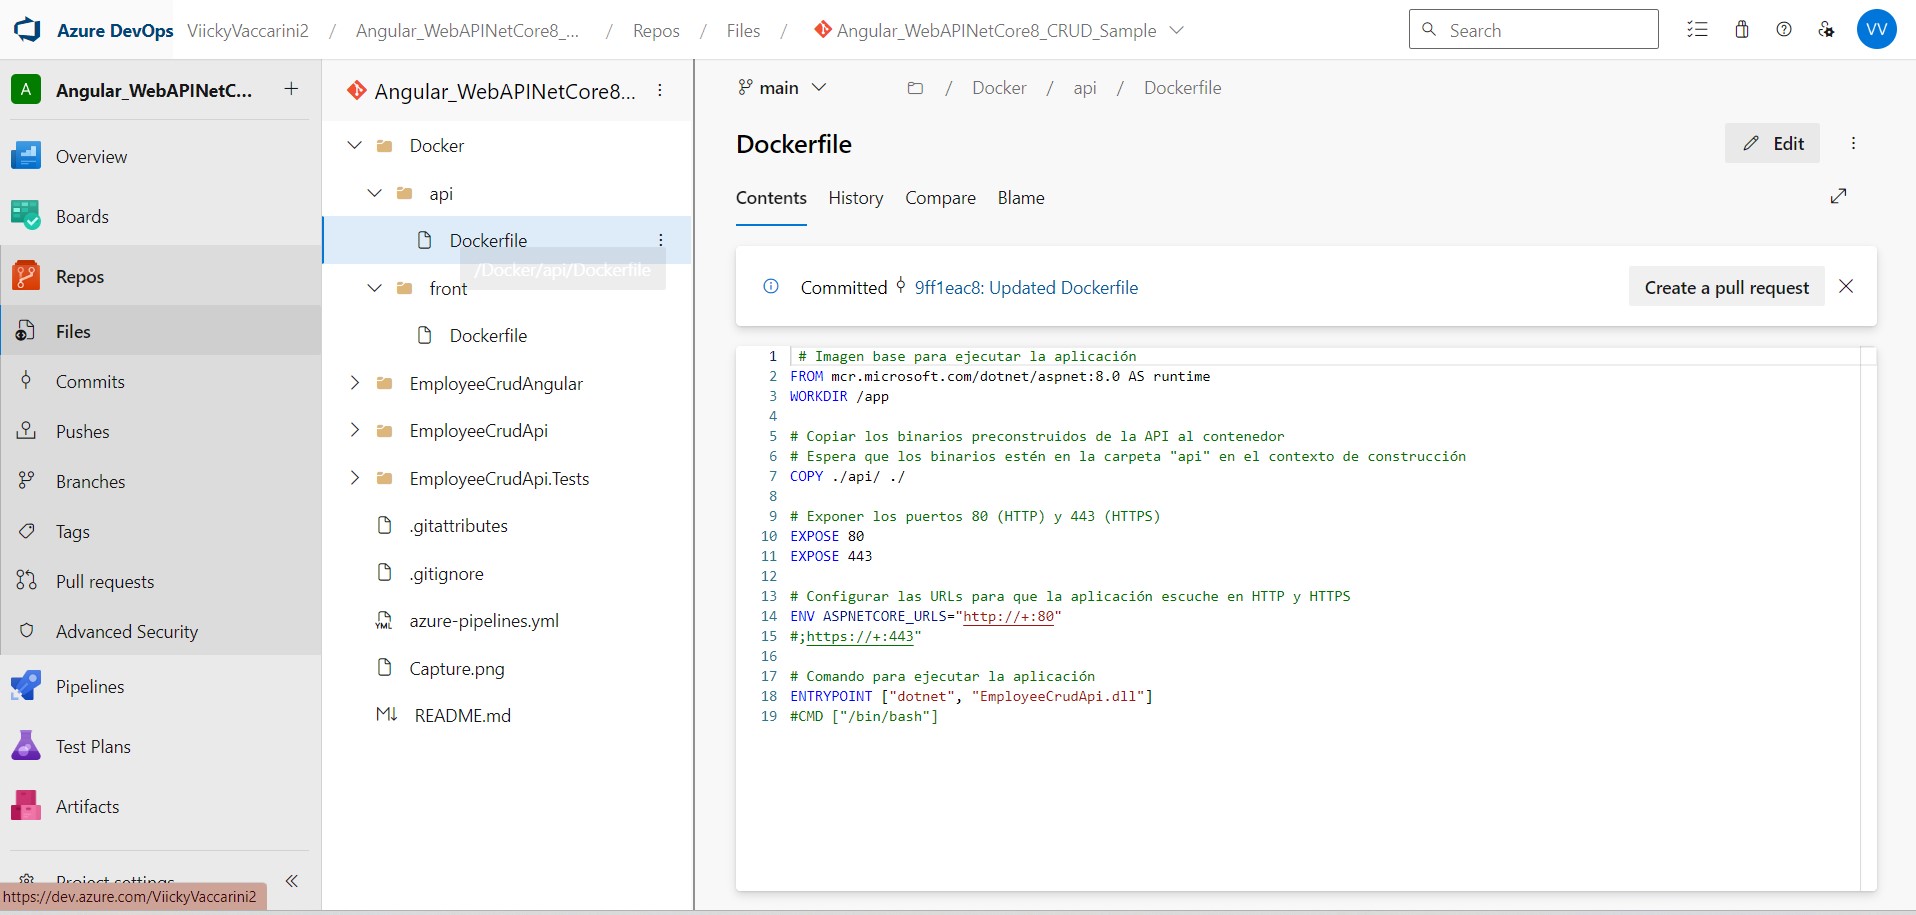 Azure DevOps ViickyVaccarini2 / Angular_WebAPINetCore8_... / Repos / Files / Angular_WebAPINetCore8_CRUD_Sample
Search
VV
A Angular_WebAPINetC... +
Overview
Boards
Repos
Files
Commits
Pushes
Branches
Tags
Pull requests
Advanced Security
Pipelines
Test Plans
Artifacts
Project settings
https://dev.azure.com/ViickyVaccarini2
Angular_WebAPINetCore8...
Docker
api
Dockerfile
/Docker/api/Dockerfile
front
Dockerfile
EmployeeCrudAngular
EmployeeCrudApi
EmployeeCrudApi.Tests
.gitattributes
.gitignore
YML azure-pipelines.yml
Capture.png
M↓ README.md
main / Docker / api / Dockerfile
Dockerfile
Edit
Contents History Compare Blame
Committed 9ff1eac8: Updated Dockerfile
Create a pull request
1 # Imagen base para ejecutar la aplicación
2 FROM mcr.microsoft.com/dotnet/aspnet:8.0 AS runtime
3 WORKDIR /app
4
5 # Copiar los binarios preconstruidos de la API al contenedor
6 # Espera que los binarios estén en la carpeta "api" en el contexto de construcción
7 COPY ./api/ ./
8
9 # Exponer los puertos 80 (HTTP) y 443 (HTTPS)
10 EXPOSE 80
11 EXPOSE 443
12
13 # Configurar las URLs para que la aplicación escuche en HTTP y HTTPS
14 ENV ASPNETCORE_URLS="http://+:80"
15 #;https://+:443"
16
17 # Comando para ejecutar la aplicación
18 ENTRYPOINT ["dotnet", "EmployeeCrudApi.dll"]
19 #CMD ["/bin/bash"]